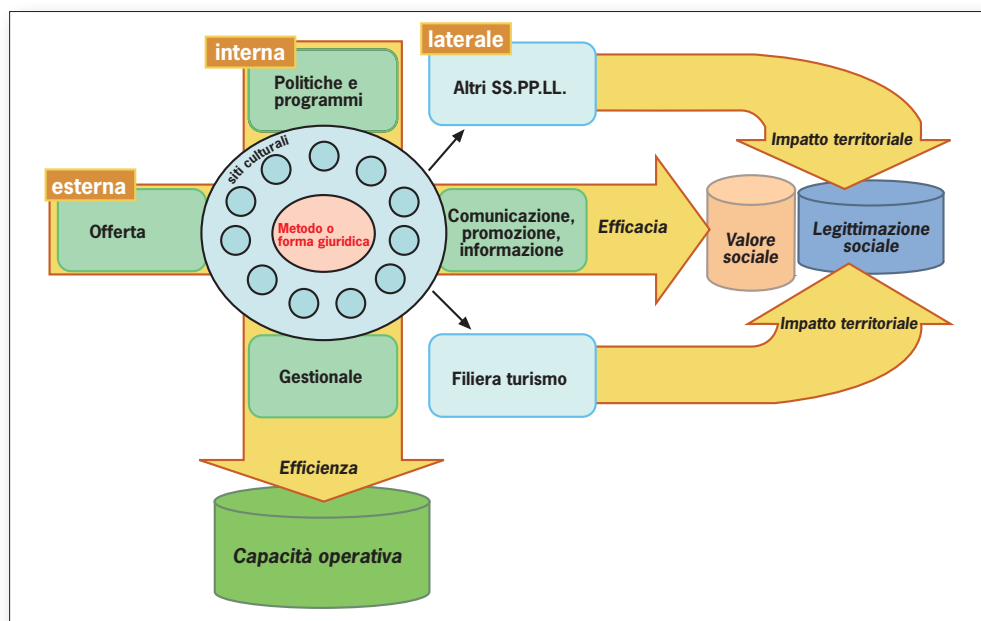 interna
laterale
Politiche e
programmi
Altri SS.PP.LL.
Impatto territoriale
siti culturali
esterna
Offerta
Metodo o
forma giuridica
Comunicazione,
promozione,
informazione
Efficacia
Valore
sociale
Legittimazione
sociale
Impatto territoriale
Gestionale
Filiera turismo
Efficienza
Capacità operativa